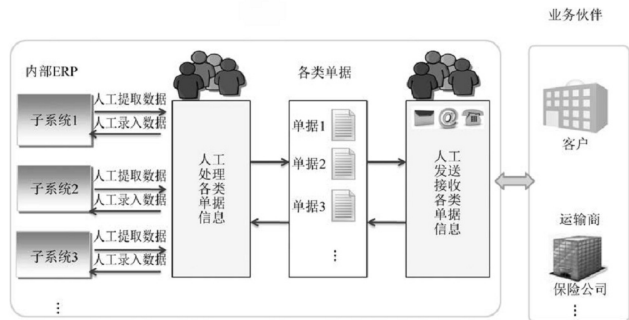 业务伙伴
内部ERP
各类单据
子系统1
人工提取数据
人工录入数据
子系统2
人工提取数据
人工录入数据
子系统3
人工提取数据
人工录入数据
⋮
人工
处理
各类
单据
信息
单据1
单据2
单据3
⋮
人工
发送
接收
各类
单据
信息
客户
运输商
保险公司
⋮